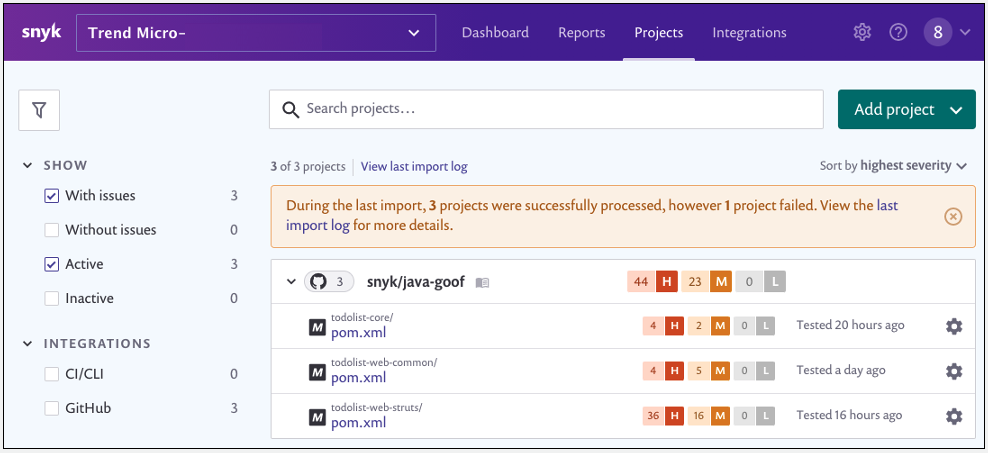 snyk Trend Micro- Dashboard Reports Projects Integrations 8
Search projects... Add project
SHOW
With issues 3
Without issues 0
Active 3
Inactive 0
INTEGRATIONS
CI/CLI 0
GitHub 3
3 of 3 projects View last import log Sort by highest severity
During the last import, 3 projects were successfully processed, however 1 project failed. View the last
import log for more details.
3 snyk/java-goof 44 H 23 M 0 L
todolist-core/
M pom.xml 4 H 2 M 0 L Tested 20 hours ago
todolist-web-common/
M pom.xml 4 H 5 M 0 L Tested a day ago
todolist-web-struts/
M pom.xml 36 H 16 M 0 L Tested 16 hours ago